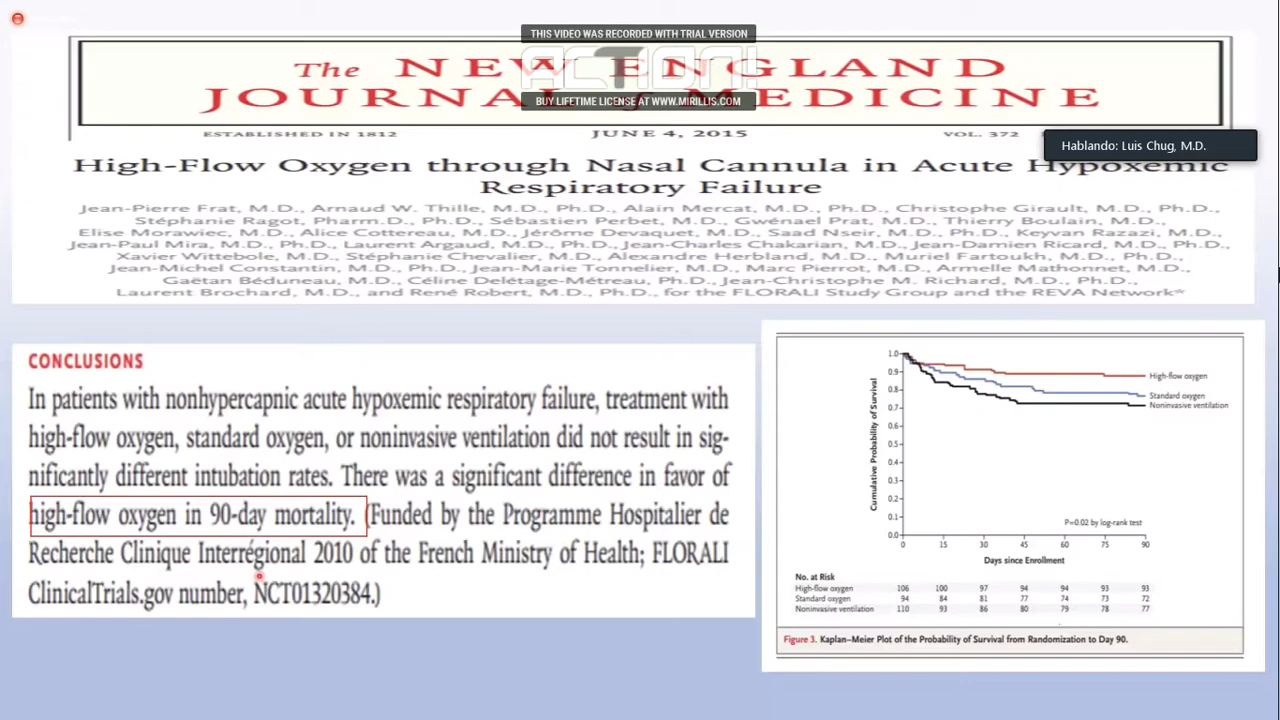 THIS VIDEO WAS RECORDED WITH TRIAL VERSION
ACTION!
BUY LIFETIME LICENSE AT WWW.MIRILLIS.COM
The NEW ENGLAND
JOURNAL of MEDICINE
ESTABLISHED IN 1812 JUNE 4, 2015 VOL. 372
Hablando: Luis Chug, M.D.
High-Flow Oxygen through Nasal Cannula in Acute Hypoxemic
Respiratory Failure
Jean-Pierre Frat, M.D., Arnaud W. Thille, M.D., Ph.D., Alain Mercat, M.D., Ph.D., Christophe Girault, M.D., Ph.D.,
Stéphanie Ragot, Pharm.D., Ph.D., Sébastien Perbet, M.D., Gwénael Prat, M.D., Thierry Boulain, M.D.,
Elise Morawiec, M.D., Alice Cottereau, M.D., Jérôme Devaquet, M.D., Saad Nseir, M.D., Ph.D., Keyvan Razazi, M.D.,
Jean-Paul Mira, M.D., Ph.D., Laurent Argaud, M.D., Ph.D., Jean-Charles Chakarian, M.D., Jean-Damien Ricard, M.D., Ph.D.,
Xavier Wittebole, M.D., Stéphanie Chevalier, M.D., Alexandre Herbland, M.D., Muriel Fartoukh, M.D., Ph.D.,
Jean-Michel Constantin, M.D., Ph.D., Jean-Marie Tonnelier, M.D., Marc Pierrot, M.D., Armelle Mathonnet, M.D.,
Gaëtan Béduneau, M.D., Céline Delétage-Métreau, Ph.D., Jean-Christophe M. Richard, M.D., Ph.D.,
Laurent Brochard, M.D., and René Robert, M.D., Ph.D., for the FLORALI Study Group and the REVA Network*
CONCLUSIONS
In patients with nonhypercapnic acute hypoxemic respiratory failure, treatment with
high-flow oxygen, standard oxygen, or noninvasive ventilation did not result in sig-
nificantly different intubation rates. There was a significant difference in favor of
high-flow oxygen in 90-day mortality. (Funded by the Programme Hospitalier de
Recherche Clinique Interrégional 2010 of the French Ministry of Health; FLORALI
ClinicalTrials.gov number, NCT01320384.)
Cumulative Probability of Survival
1.0
0.9
0.8
0.7
0.6
0.5
0.4
0.3
0.2
0.1
0.0
High-flow oxygen
Standard oxygen
Noninvasive ventilation
P=0.02 by log-rank test
0 15 30 45 60 75 90
Days since Enrollment
No. at Risk
High-flow oxygen 106 100 97 94 94 93 93
Standard oxygen 94 84 81 77 74 73 72
Noninvasive ventilation 110 93 86 80 79 78 77
Figure 3. Kaplan–Meier Plot of the Probability of Survival from Randomization to Day 90.